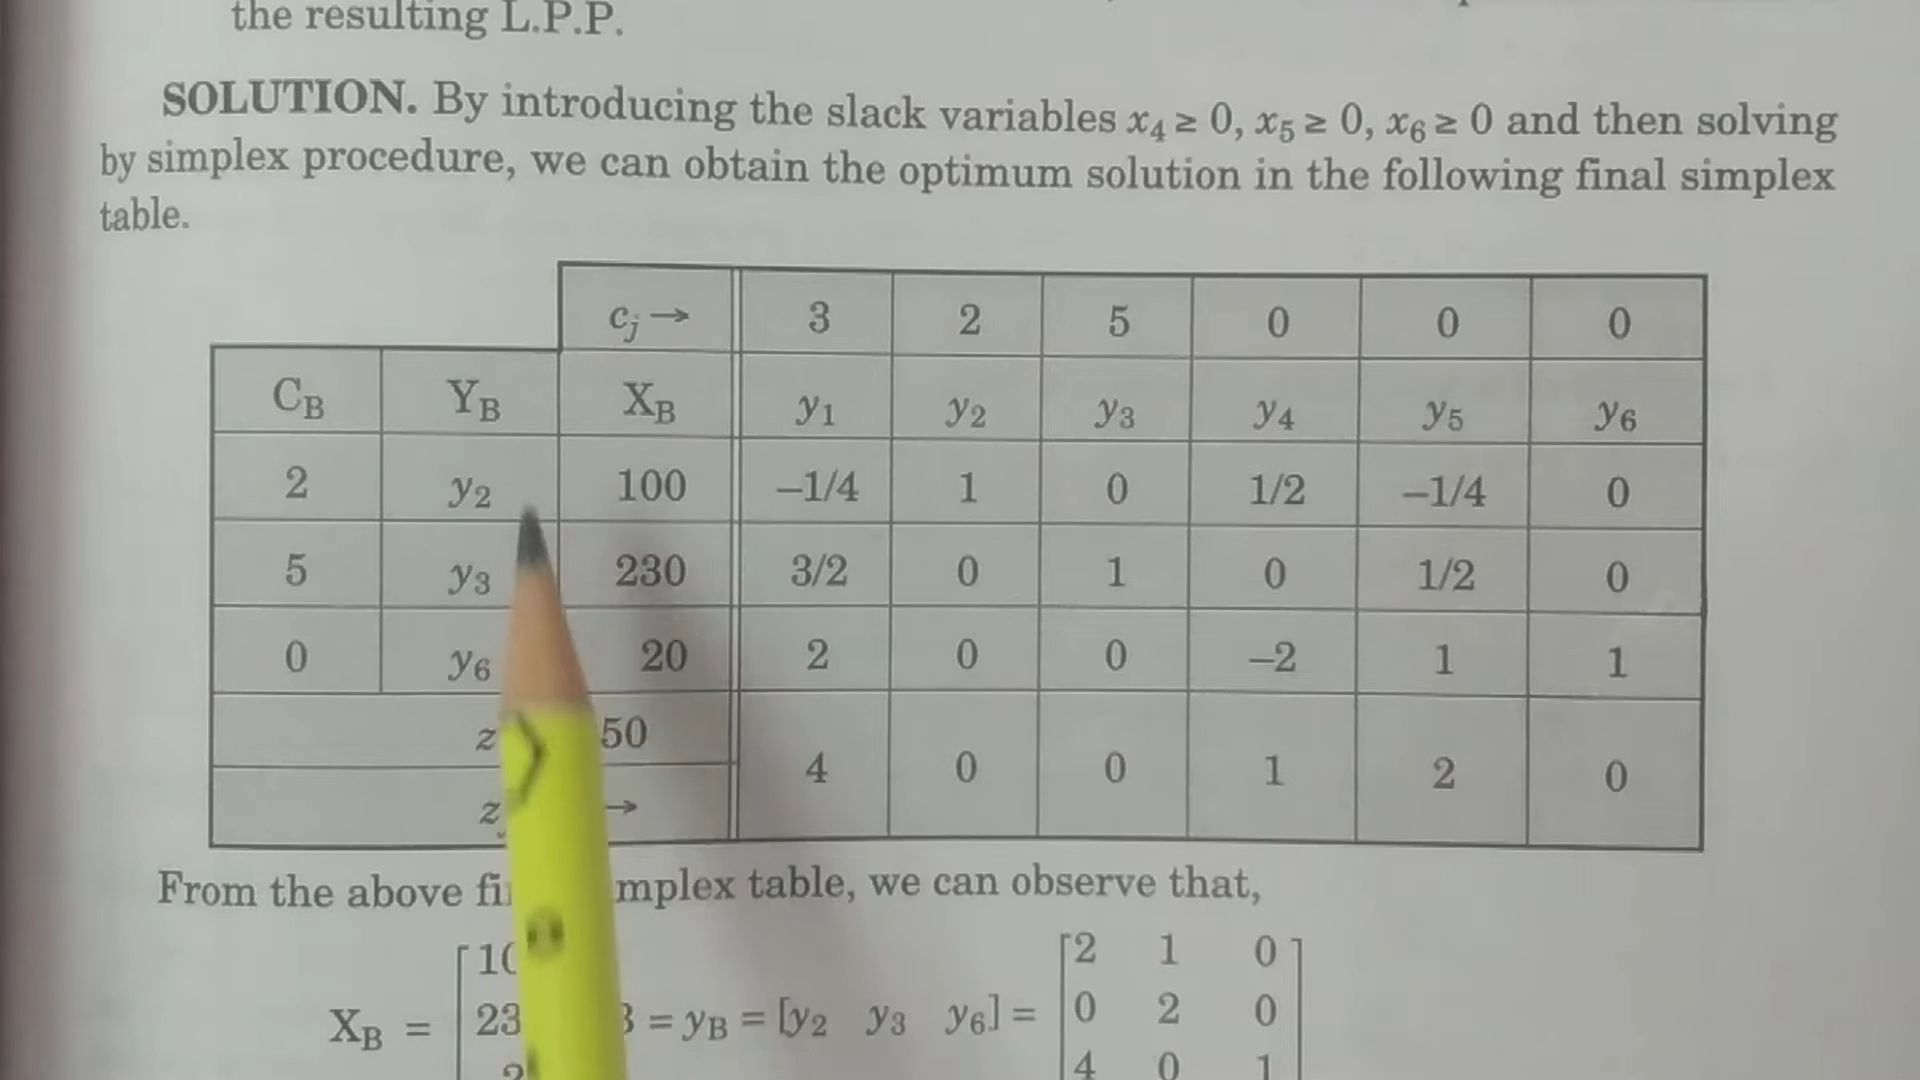 the resulting L.P.P.
SOLUTION. By introducing the slack variables x₄ ≥ 0, x₅ ≥ 0, x₆ ≥ 0 and then solving
by simplex procedure, we can obtain the optimum solution in the following final simplex
table.
cⱼ → 3 2 5 0 0 0
C_B Y_B X_B y₁ y₂ y₃ y₄ y₅ y₆
2 y₂ 100 –1/4 1 0 1/2 –1/4 0
5 y₃ 230 3/2 0 1 0 1/2 0
0 y₆ 20 2 0 0 –2 1 1
z 50
z → 4 0 0 1 2 0
From the above mplex table, we can observe that,
2 1 0
X_B = = y_B = [y₂ y₃ y₆] = 0 2 0
4 0 1